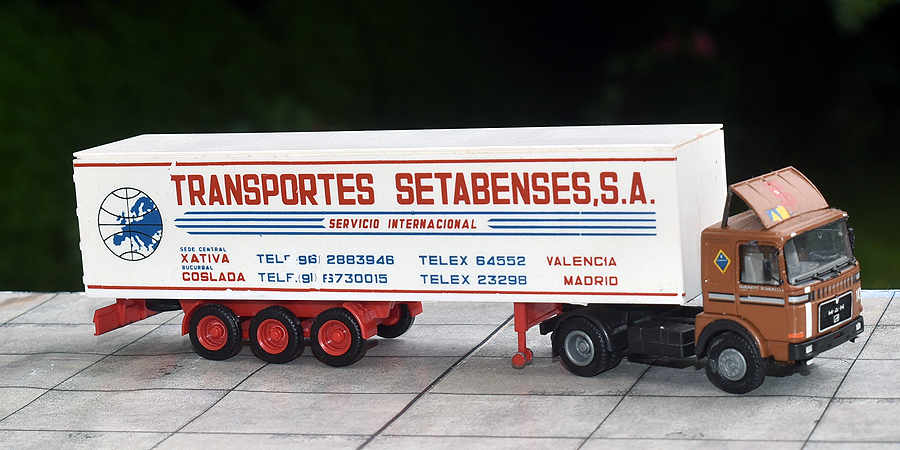 TRANSPORTES SETABENSES,S.A.
SERVICIO INTERNACIONAL
SEDE CENTRAL
XATIVA TELF (96) 2883946 TELEX 64552 VALENCIA
SUCURSAL
COSLADA TELF. (91) 6730015 TELEX 23298 MADRID
MAN